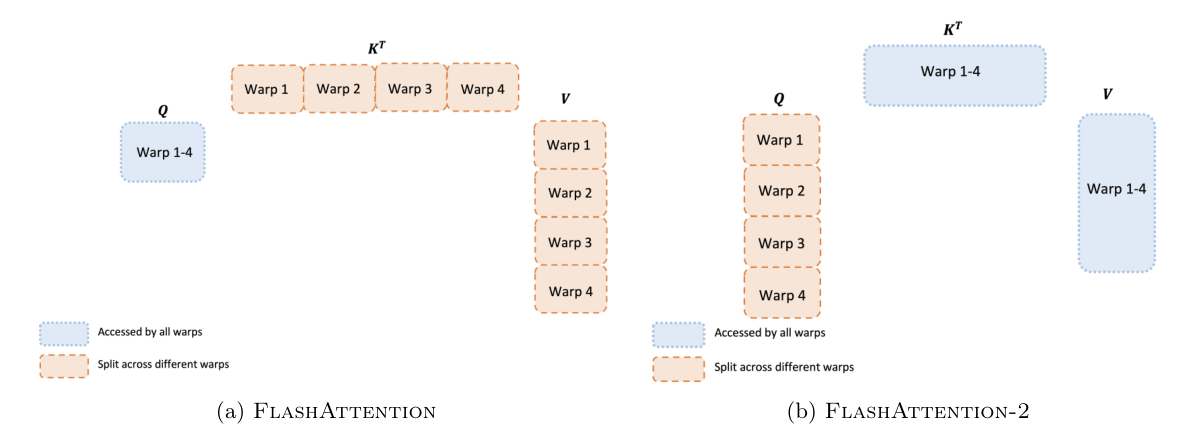 K^T
Warp 1 Warp 2 Warp 3 Warp 4
Q
Warp 1-4
V
Warp 1
Warp 2
Warp 3
Warp 4
Accessed by all warps
Split across different warps
(a) FLASHATTENTION
K^T
Warp 1-4
Q
Warp 1
Warp 2
Warp 3
Warp 4
V
Warp 1-4
Accessed by all warps
Split across different warps
(b) FLASHATTENTION-2